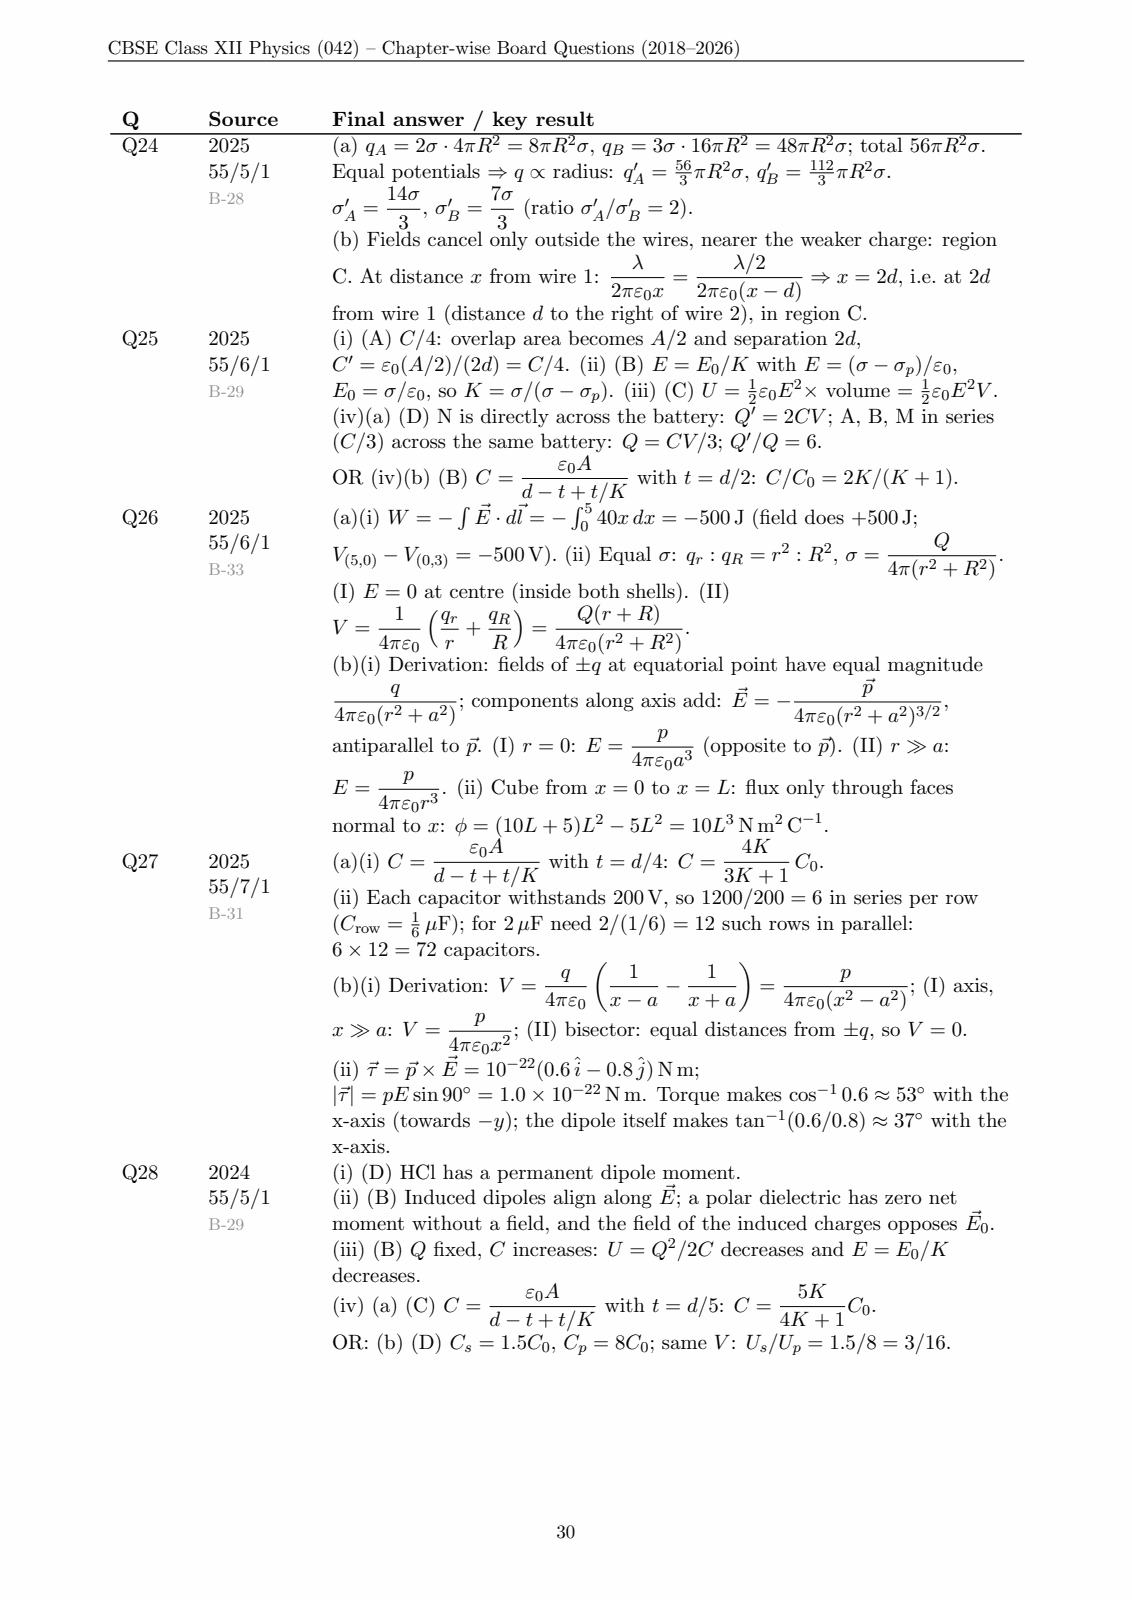 CBSE Class XII Physics (042) – Chapter-wise Board Questions (2018–2026)
Q Source Final answer / key result
Q24 2025 (a) q_A = 2σ · 4πR² = 8πR²σ, q_B = 3σ · 16πR² = 48πR²σ; total 56πR²σ.
55/5/1 Equal potentials ⇒ q ∝ radius: q′_A = 56/3 πR²σ, q′_B = 112/3 πR²σ.
B-28 σ′_A = 14σ/3, σ′_B = 7σ/3 (ratio σ′_A/σ′_B = 2).
(b) Fields cancel only outside the wires, nearer the weaker charge: region
C. At distance x from wire 1: λ/(2πε₀x) = (λ/2)/(2πε₀(x − d)) ⇒ x = 2d, i.e. at 2d
from wire 1 (distance d to the right of wire 2), in region C.
Q25 2025 (i) (A) C/4: overlap area becomes A/2 and separation 2d,
55/6/1 C′ = ε₀(A/2)/(2d) = C/4. (ii) (B) E = E₀/K with E = (σ − σ_p)/ε₀,
B-29 E₀ = σ/ε₀, so K = σ/(σ − σ_p). (iii) (C) U = ½ε₀E²× volume = ½ε₀E²V.
(iv)(a) (D) N is directly across the battery: Q′ = 2CV; A, B, M in series
(C/3) across the same battery: Q = CV/3; Q′/Q = 6.
OR (iv)(b) (B) C = ε₀A/(d − t + t/K) with t = d/2: C/C₀ = 2K/(K + 1).
Q26 2025 (a)(i) W = −∫ E⃗ · dl⃗ = −∫₀⁵ 40x dx = −500 J (field does +500 J;
55/6/1 V₍₅,₀₎ − V₍₀,₃₎ = −500 V). (ii) Equal σ: q_r : q_R = r² : R², σ = Q/(4π(r² + R²)).
B-33
(I) E = 0 at centre (inside both shells). (II)
V = 1/(4πε₀) (q_r/r + q_R/R) = Q(r + R)/(4πε₀(r² + R²)).
(b)(i) Derivation: fields of ±q at equatorial point have equal magnitude
q/(4πε₀(r² + a²)); components along axis add: E⃗ = −p⃗/(4πε₀(r² + a²)^{3/2}),
antiparallel to p⃗. (I) r = 0: E = p/(4πε₀a³) (opposite to p⃗). (II) r ≫ a:
E = p/(4πε₀r³). (ii) Cube from x = 0 to x = L: flux only through faces
normal to x: φ = (10L + 5)L² − 5L² = 10L³ N m² C⁻¹.
Q27 2025 (a)(i) C = ε₀A/(d − t + t/K) with t = d/4: C = 4K/(3K + 1) C₀.
55/7/1 (ii) Each capacitor withstands 200 V, so 1200/200 = 6 in series per row
B-31 (C_row = 1/6 μF); for 2 μF need 2/(1/6) = 12 such rows in parallel:
6 × 12 = 72 capacitors.
(b)(i) Derivation: V = q/(4πε₀) (1/(x − a) − 1/(x + a)) = p/(4πε₀(x² − a²)); (I) axis,
x ≫ a: V = p/(4πε₀x²); (II) bisector: equal distances from ±q, so V = 0.
(ii) τ⃗ = p⃗ × E⃗ = 10⁻²²(0.6 î − 0.8 ĵ) N m;
|τ⃗| = pE sin 90° = 1.0 × 10⁻²² N m. Torque makes cos⁻¹ 0.6 ≈ 53° with the
x-axis (towards −y); the dipole itself makes tan⁻¹(0.6/0.8) ≈ 37° with the
x-axis.
Q28 2024 (i) (D) HCl has a permanent dipole moment.
55/5/1 (ii) (B) Induced dipoles align along E⃗; a polar dielectric has zero net
B-29 moment without a field, and the field of the induced charges opposes E⃗₀.
(iii) (B) Q fixed, C increases: U = Q²/2C decreases and E = E₀/K
decreases.
(iv) (a) (C) C = ε₀A/(d − t + t/K) with t = d/5: C = 5K/(4K + 1) C₀.
OR: (b) (D) C_s = 1.5C₀, C_p = 8C₀; same V: U_s/U_p = 1.5/8 = 3/16.
30